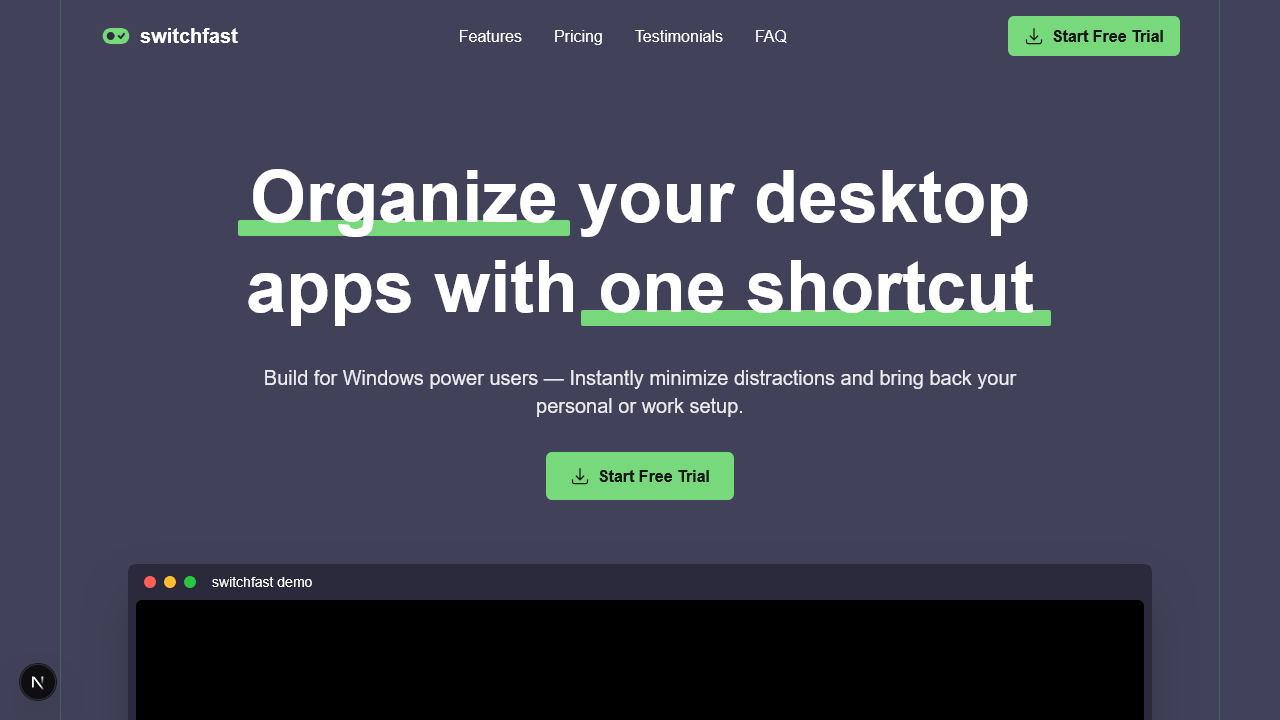 switchfast
Features
Pricing
Testimonials
FAQ
Start Free Trial
Organize your desktop
apps with one shortcut
Build for Windows power users — Instantly minimize distractions and bring back your
personal or work setup.
Start Free Trial
switchfast demo
N